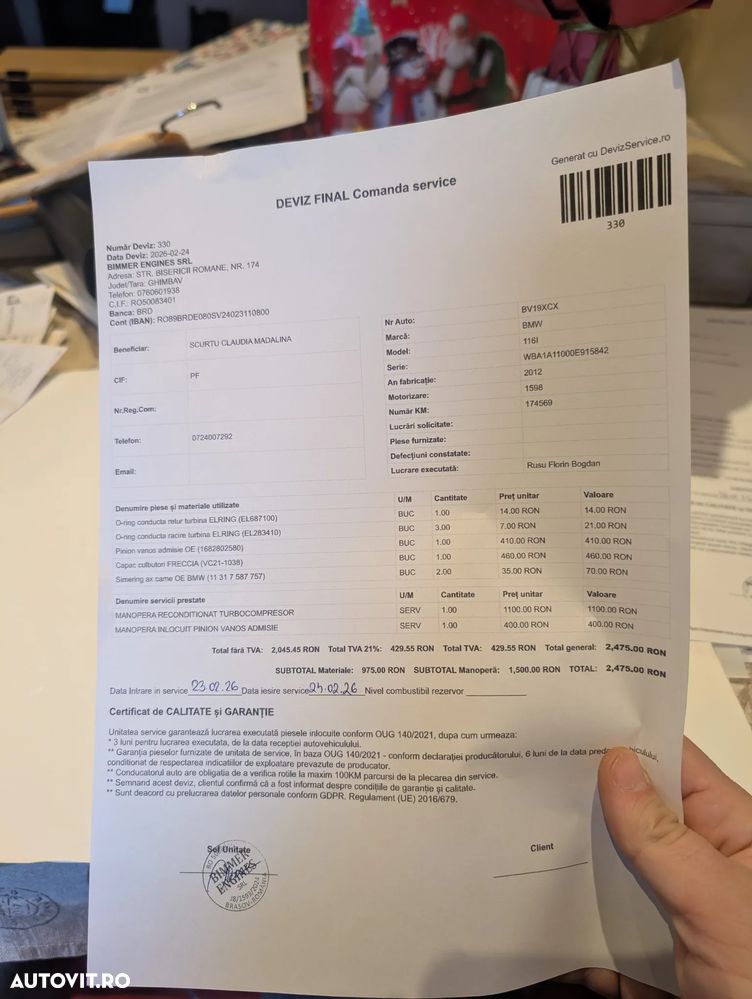 Generat cu DevizService.ro
DEVIZ FINAL Comanda service
330
Număr Deviz: 330
Data Deviz: 2026-02-24
BIMMER ENGINES SRL
Adresa: STR. BISERICII ROMANE, NR. 174
Judet/Tara: GHIMBAV
Telefon: 0760601938
C.I.F.: RO50083401
Banca: BRD
Cont (IBAN): RO89BRDE080SV24023110800
Beneficiar: SCURTU CLAUDIA MADALINA
CIF: PF
Nr.Reg.Com:
Telefon: 0724007292
Email:
Nr Auto: BV19XCX
Marcă: BMW
Model: 116I
Serie: WBA1A11000E915842
An fabricație: 2012
Motorizare: 1598
Număr KM: 174569
Lucrări solicitate:
Piese furnizate:
Defecțiuni constatate:
Lucrare executată: Rusu Florin Bogdan
Denumire piese și materiale utilizate U/M Cantitate Preț unitar Valoare
O-ring conducta retur turbina ELRING (EL687100) BUC 1.00 14.00 RON 14.00 RON
O-ring conducta racire turbina ELRING (EL283410) BUC 3.00 7.00 RON 21.00 RON
Pinion vanos admisie OE (1682802580) BUC 1.00 410.00 RON 410.00 RON
Capac culbutori FRECCIA (VC21-1038) BUC 1.00 460.00 RON 460.00 RON
Simering ax came OE BMW (11 31 7 587 757) BUC 2.00 35.00 RON 70.00 RON
Denumire servicii prestate U/M Cantitate Preț unitar Valoare
MANOPERA RECONDITIONAT TURBOCOMPRESOR SERV 1.00 1100.00 RON 1100.00 RON
MANOPERA INLOCUIT PINION VANOS ADMISIE SERV 1.00 400.00 RON 400.00 RON
Total fără TVA: 2,045.45 RON Total TVA 21%: 429.55 RON Total TVA: 429.55 RON Total general: 2,475.00 RON
SUBTOTAL Materiale: 975.00 RON SUBTOTAL Manoperă: 1,500.00 RON TOTAL: 2,475.00 RON
Data întrare in service 23.02.26 Data iesire service 25.02.26 Nivel combustibil rezervor
Certificat de CALITATE și GARANȚIE
Unitatea service garantează lucrarea executată piesele inlocuite conform OUG 140/2021, dupa cum urmeaza:
* 3 luni pentru lucrarea executata, de la data receptiei autovehiculului.
** Garanția pieselor furnizate de unitata de service, în baza OUG 140/2021 - conform declarației producătorului, 6 luni de la data
conditionat de respectarea indicatiilor de exploatare prevazute de producator.
** Conducatorul auto are obligatia de a verifica rotile la maxim 100KM parcursi de la plecarea din service.
** Semnand acest deviz, clientul confirmă că a fost informat despre condițiile de garanție și calitate.
** Sunt deacord cu prelucrarea datelor personale conform GDPR, Regulament (UE) 2016/679.
Șef Unitate
Client
BIMMER
ENGINES
SRL
BRASOV-ROMÂNIA
AUTOVIT.RO